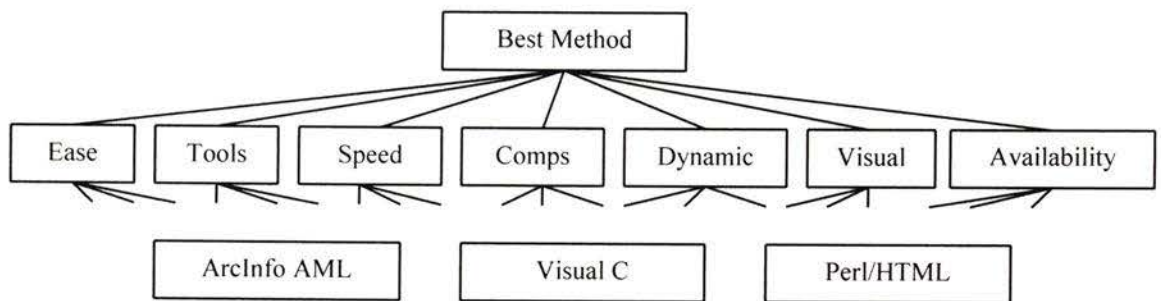 Best Method
Ease Tools Speed Comps Dynamic Visual Availability
ArcInfo AML Visual C Perl/HTML